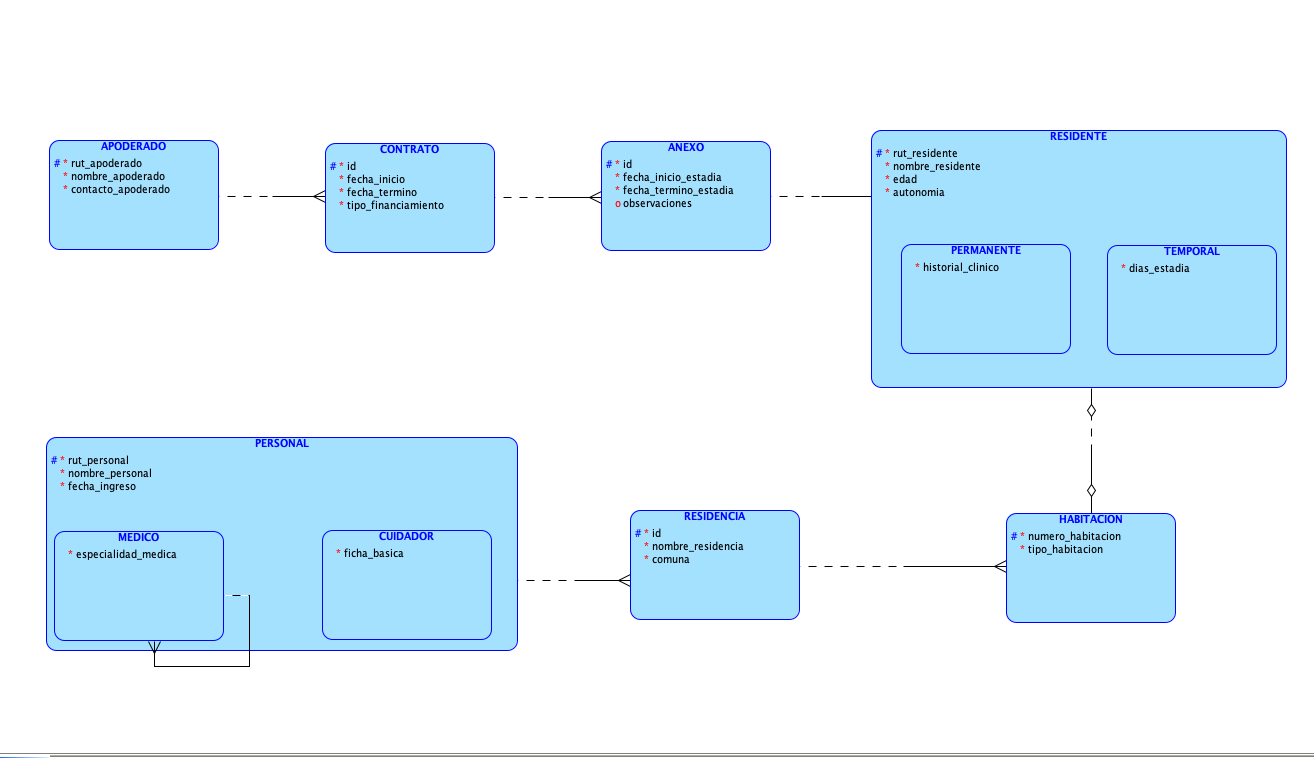 APODERADO
# * rut_apoderado
* nombre_apoderado
* contacto_apoderado
CONTRATO
# * id
* fecha_inicio
* fecha_termino
* tipo_financiamiento
ANEXO
# * id
* fecha_inicio_estadia
* fecha_termino_estadia
o observaciones
RESIDENTE
# * rut_residente
* nombre_residente
* edad
* autonomia
PERMANENTE
* historial_clinico
TEMPORAL
* dias_estadia
PERSONAL
# * rut_personal
* nombre_personal
* fecha_ingreso
MEDICO
* especialidad_medica
CUIDADOR
* ficha_basica
RESIDENCIA
# * id
* nombre_residencia
* comuna
HABITACION
# * numero_habitacion
* tipo_habitacion